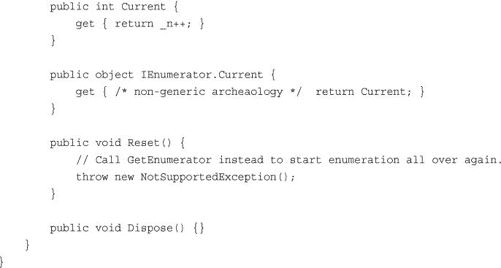 public int Current {
get { return _n++; }
}
public object IEnumerator.Current {
get { /* non-generic archeaology */  return Current; }
}
public void Reset() {
// Call GetEnumerator instead to start enumeration all over again.
throw new NotSupportedException();
}
public void Dispose() {}
}
}